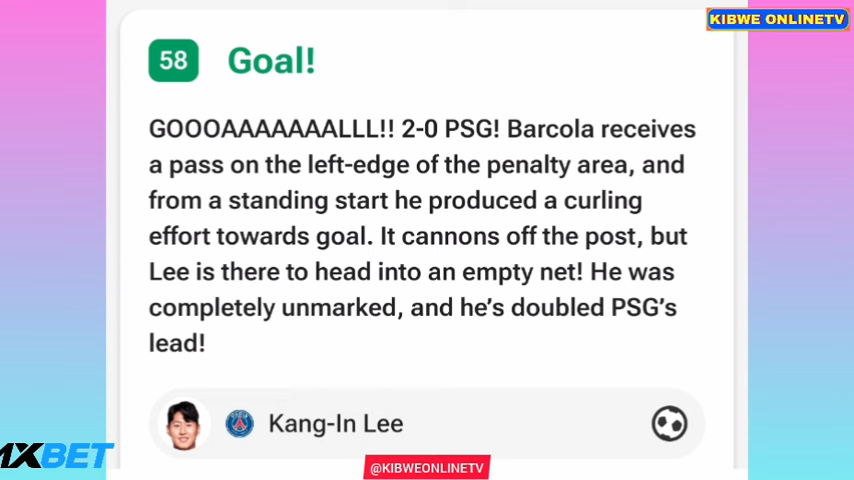 KIBWE ONLINETV
58 Goal!
GOOOAAAAAAALLL!! 2-0 PSG! Barcola receives
a pass on the left-edge of the penalty area, and
from a standing start he produced a curling
effort towards goal. It cannons off the post, but
Lee is there to head into an empty net! He was
completely unmarked, and he’s doubled PSG’s
lead!
Kang-In Lee
1XBET
@KIBWEONLINETV